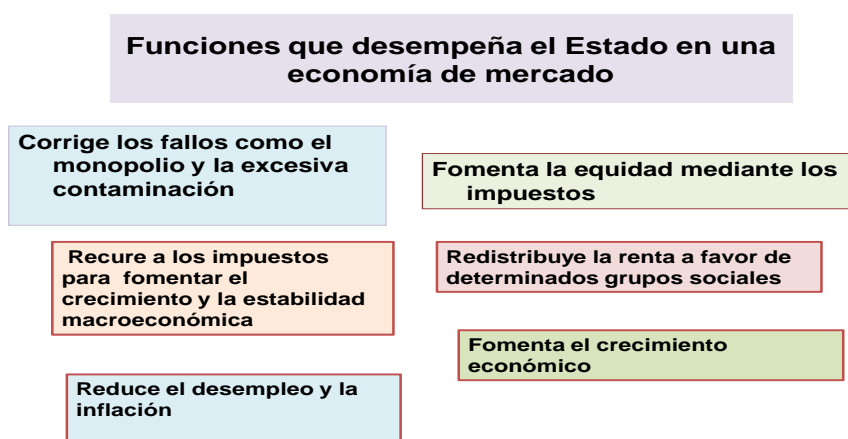 Funciones que desempeña el Estado en una
economía de mercado
Corrige los fallos como el
monopolio y la excesiva
contaminación
Fomenta la equidad mediante los
impuestos
Recure a los impuestos
para fomentar el
crecimiento y la estabilidad
macroeconómica
Redistribuye la renta a favor de
determinados grupos sociales
Fomenta el crecimiento
económico
Reduce el desempleo y la
inflación